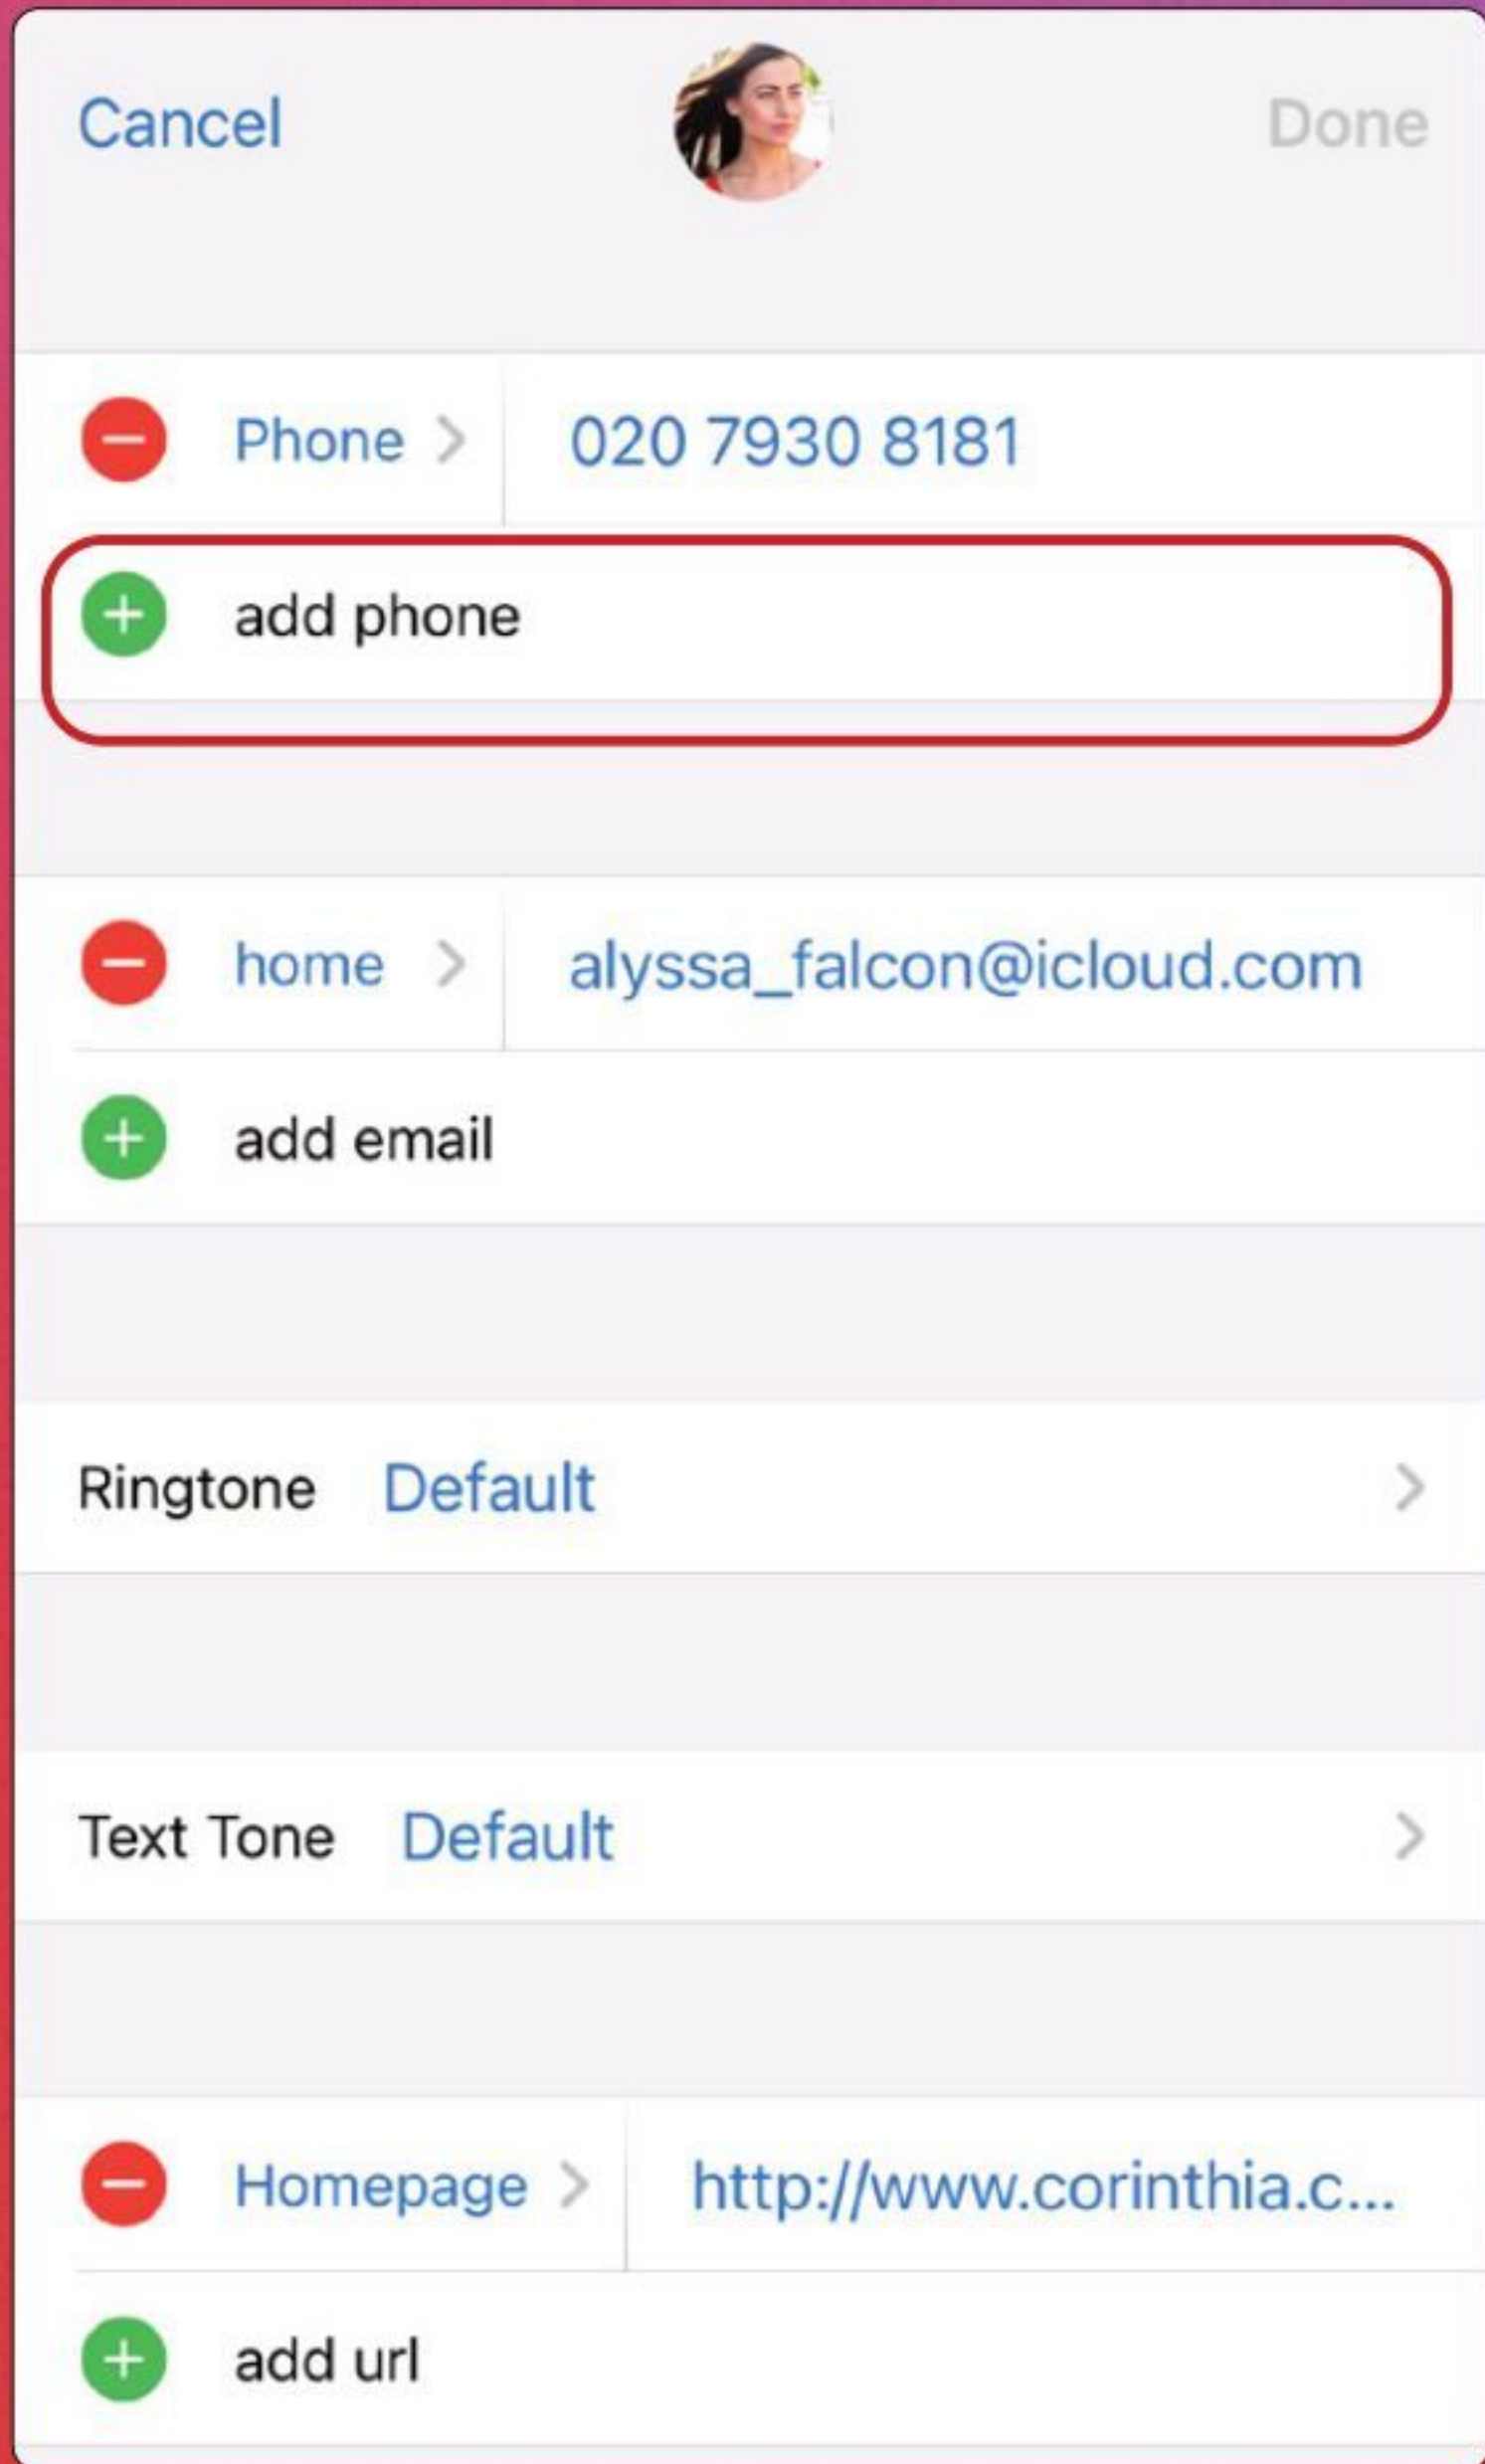 Cancel Done
Phone 020 7930 8181
add phone
home alyssa_falcon@icloud.com
add email
Ringtone Default
Text Tone Default
Homepage http://www.corinthia.c...
add url